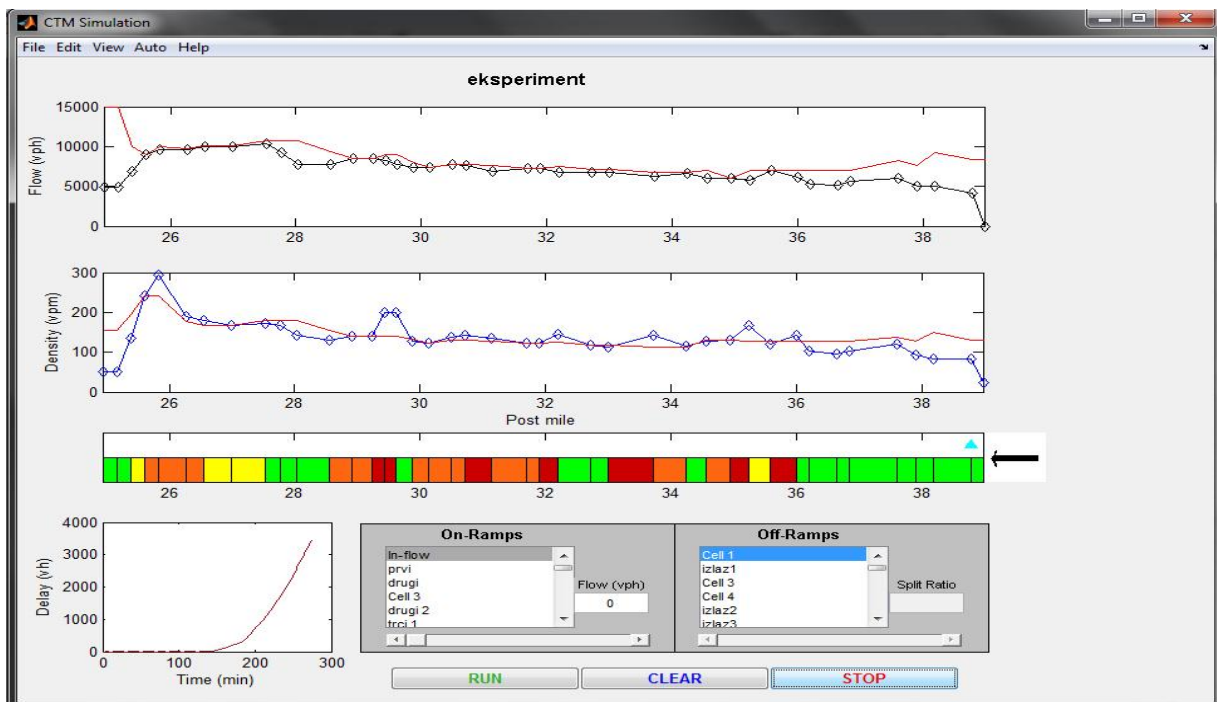 CTM Simulation
File Edit View Auto Help
eksperiment
15000
10000
5000
0
Flow (vph)
26 28 30 32 34 36 38
300
200
100
0
Density (vpm)
26 28 30 32 34 36 38
Post mile
26 28 30 32 34 36 38
4000
3000
2000
1000
0
Delay (vh)
0 100 200 300
Time (min)
On-Ramps
In-flow
prvi
drugi
Cell 3
drugi 2
trci 1
Flow (vph)
0
Off-Ramps
Cell 1
izlaz1
Cell 3
Cell 4
izlaz2
izlaz3
Split Ratio
RUN CLEAR STOP